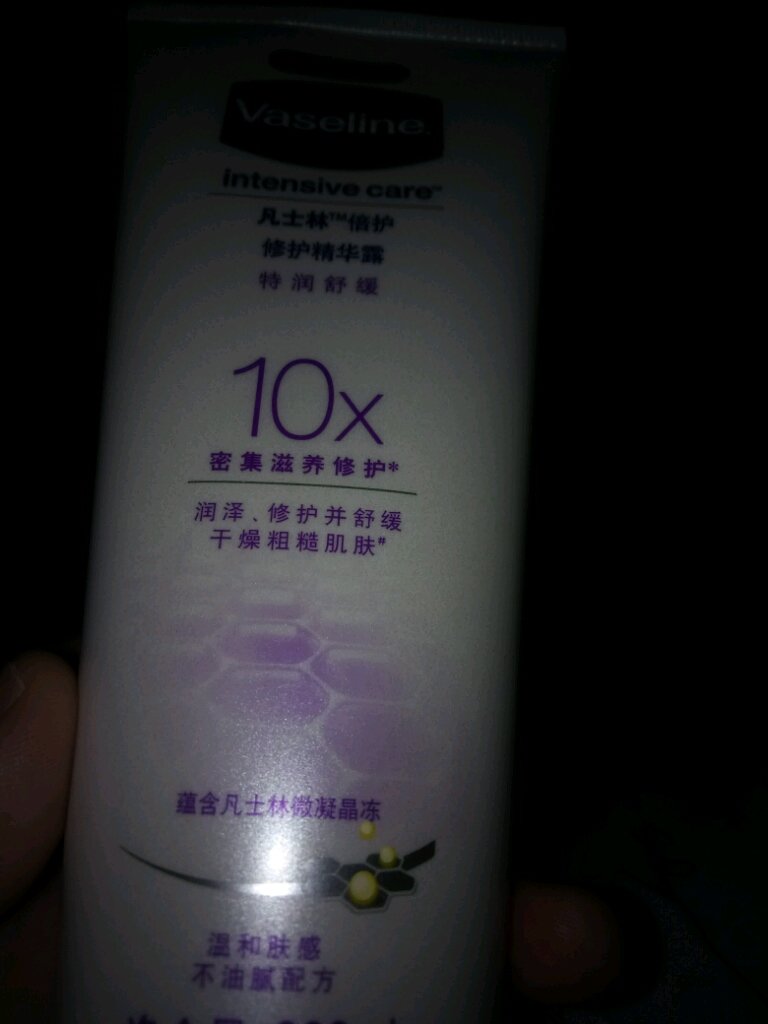 Vaseline.
intensive care™
凡士林™倍护
修护精华露
特润舒缓
10x
密集滋养修护*
润泽、修护并舒缓
干燥粗糙肌肤#
蕴含凡士林微凝晶冻
温和肤感
不油腻配方